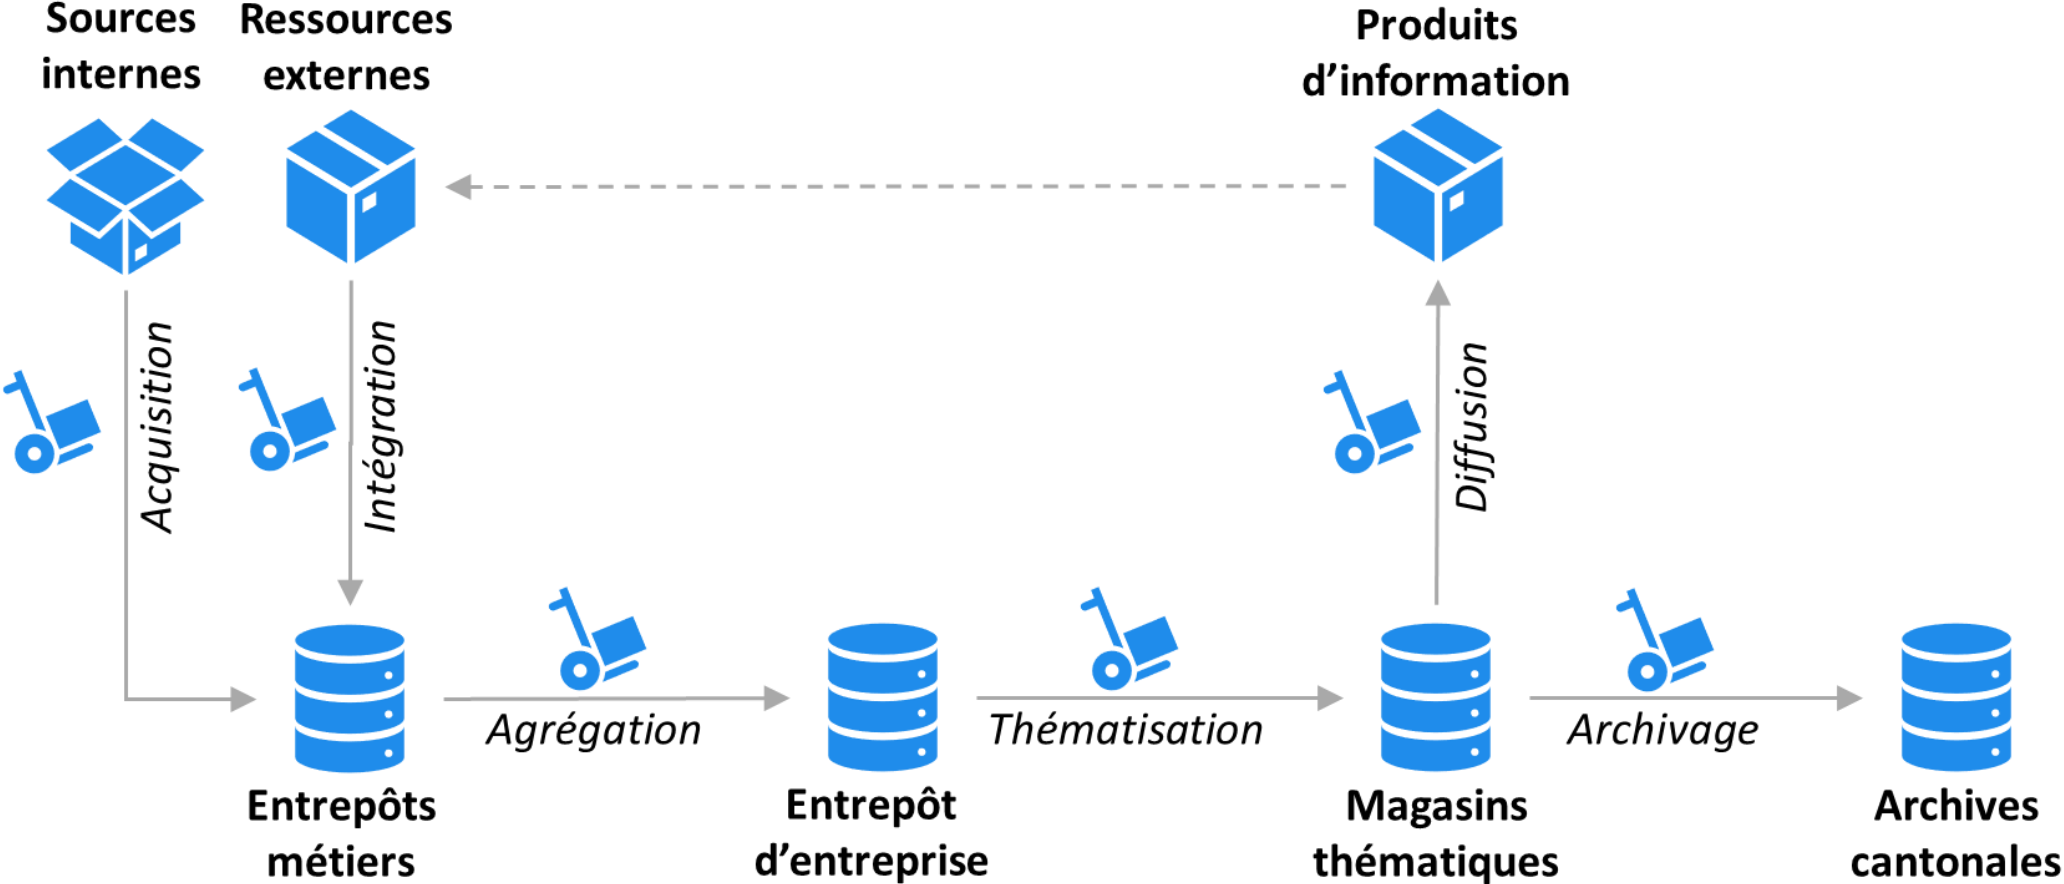 Sources
internes
Ressources
externes
Produits
d’information
Acquisition
Intégration
Diffusion
Agrégation
Thématisation
Archivage
Entrepôts
métiers
Entrepôt
d’entreprise
Magasins
thématiques
Archives
cantonales